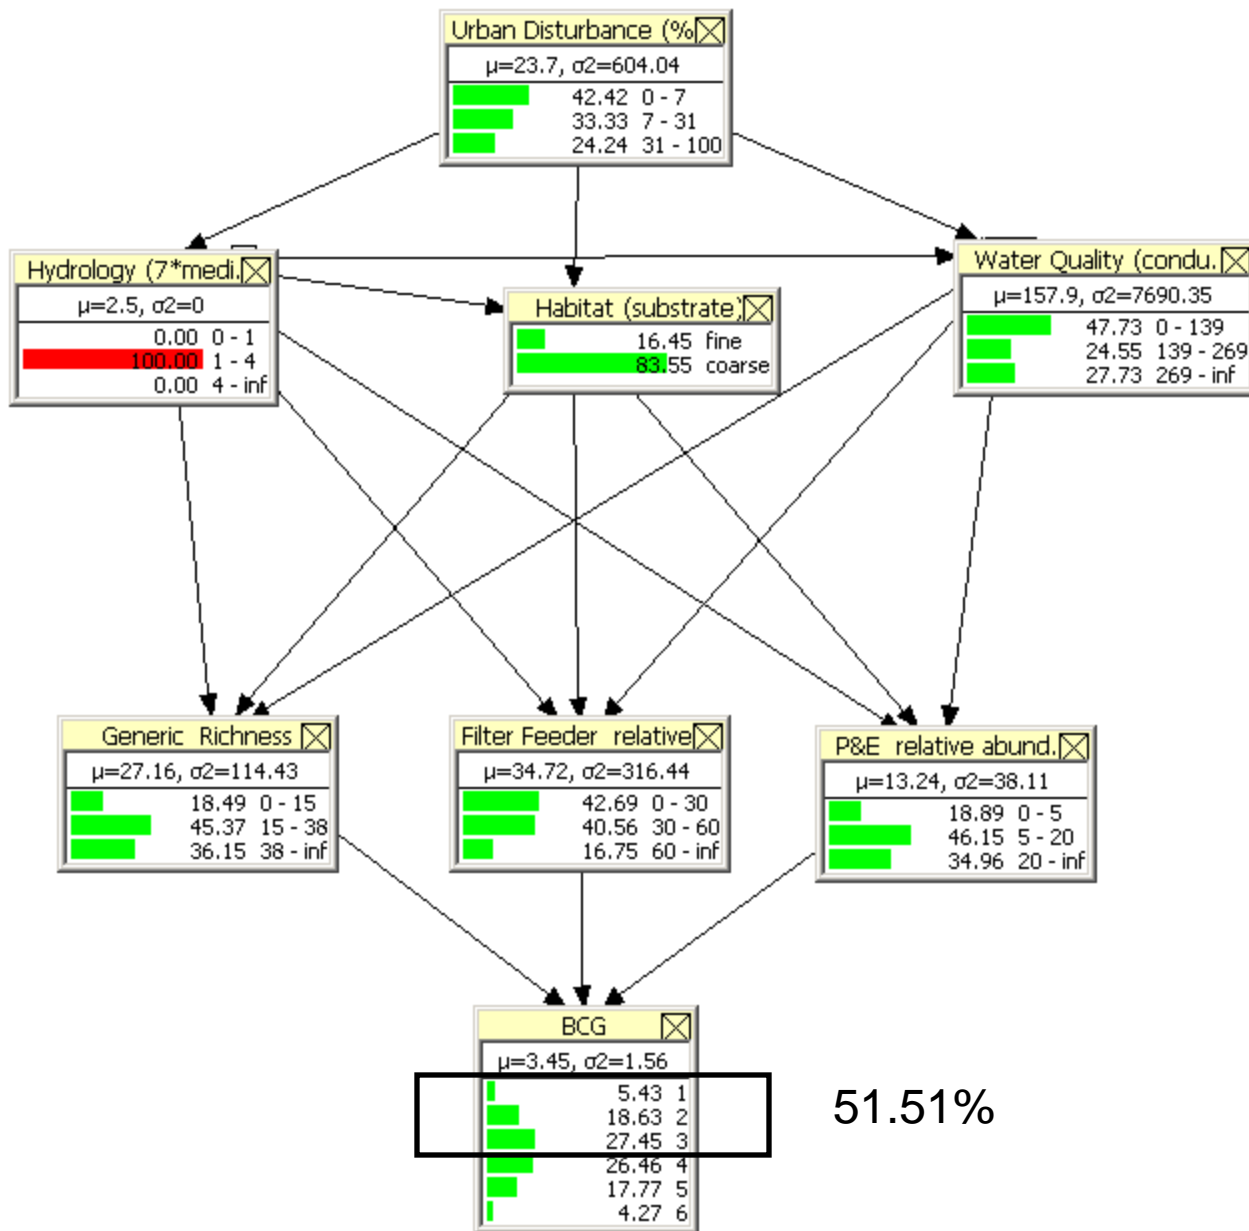 Urban Disturbance (%
μ=23.7, σ2=604.04
42.42 0 - 7
33.33 7 - 31
24.24 31 - 100
Hydrology (7*medi.
μ=2.5, σ2=0
0.00 0 - 1
100.00 1 - 4
0.00 4 - inf
Habitat (substrate)
16.45 fine
83.55 coarse
Water Quality (condu.
μ=157.9, σ2=7690.35
47.73 0 - 139
24.55 139 - 269
27.73 269 - inf
Generic Richness
μ=27.16, σ2=114.43
18.49 0 - 15
45.37 15 - 38
36.15 38 - inf
Filter Feeder relative
μ=34.72, σ2=316.44
42.69 0 - 30
40.56 30 - 60
16.75 60 - inf
P&E relative abund.
μ=13.24, σ2=38.11
18.89 0 - 5
46.15 5 - 20
34.96 20 - inf
BCG
μ=3.45, σ2=1.56
5.43 1
18.63 2
27.45 3
26.46 4
17.77 5
4.27 6
51.51%